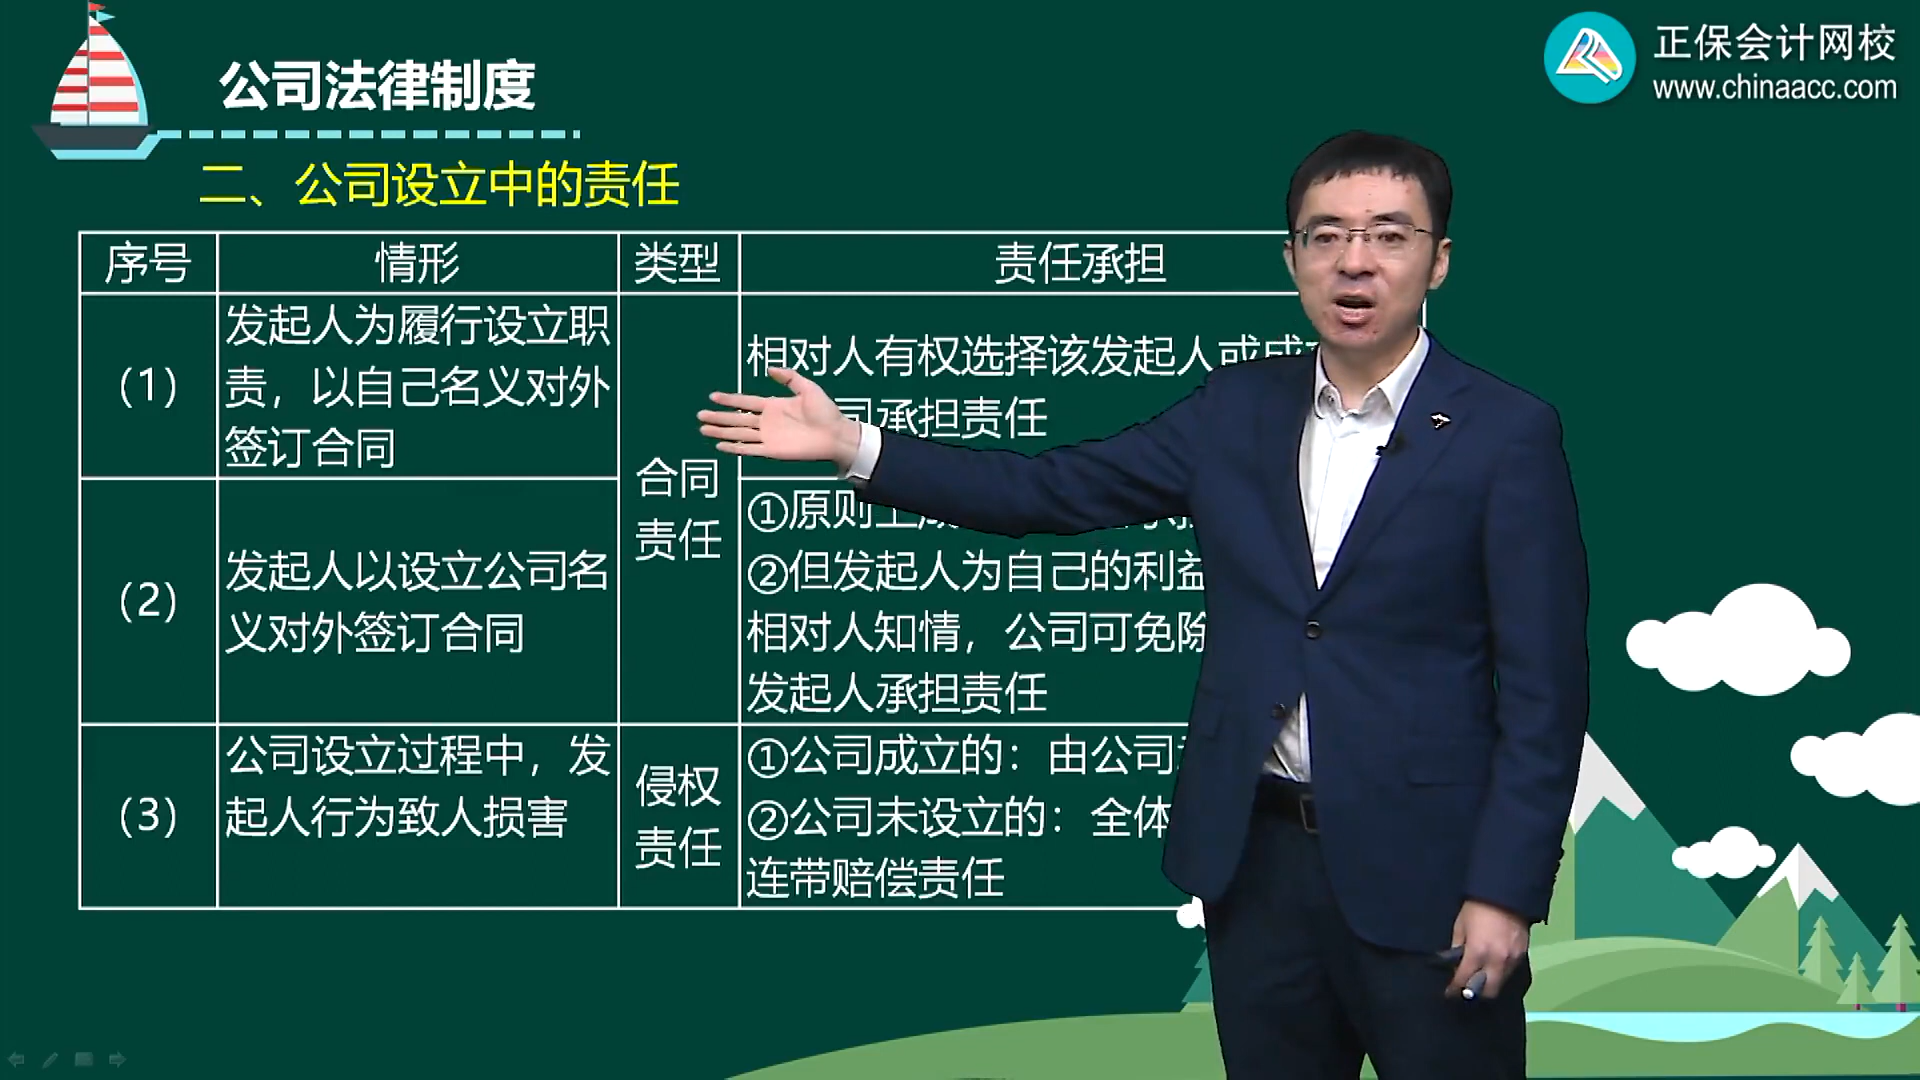 正保会计网校
www.chinaacc.com
公司法律制度
二、公司设立中的责任
序号 情形 类型 责任承担
（1）
发起人为履行设立职
责，以自己名义对外
签订合同
合同
责任
相对人有权选择该发起人或成
司承担责任
（2）
发起人以设立公司名
义对外签订合同
①原则上成
②但发起人为自己的利益
相对人知情，公司可免除
发起人承担责任
（3）
公司设立过程中，发
起人行为致人损害
侵权
责任
①公司成立的：由公司
②公司未设立的：全体
连带赔偿责任